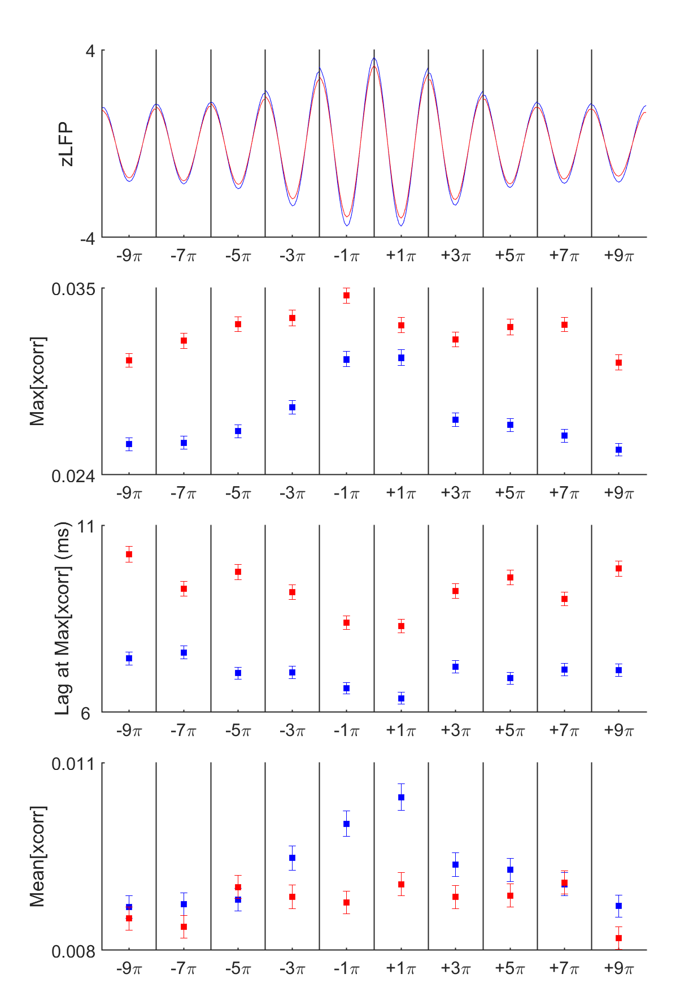 4
zLFP
-4
-9π -7π -5π -3π -1π +1π +3π +5π +7π +9π
0.035
Max[xcorr]
0.024
-9π -7π -5π -3π -1π +1π +3π +5π +7π +9π
11
Lag at Max[xcorr] (ms)
6
-9π -7π -5π -3π -1π +1π +3π +5π +7π +9π
0.011
Mean[xcorr]
0.008
-9π -7π -5π -3π -1π +1π +3π +5π +7π +9π